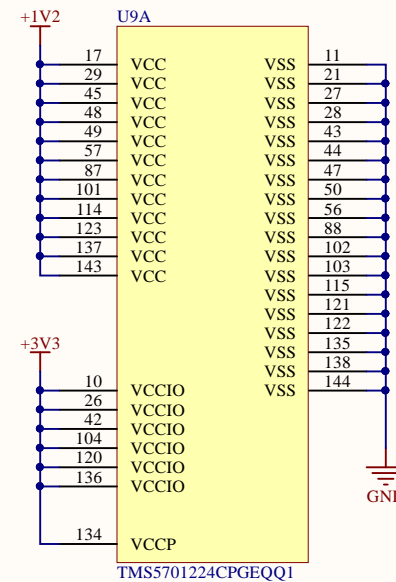 +1V2 U9A
17 VCC VSS 11
29 VCC VSS 21
45 VCC VSS 27
48 VCC VSS 28
49 VCC VSS 43
57 VCC VSS 44
87 VCC VSS 47
101 VCC VSS 50
114 VCC VSS 56
123 VCC VSS 88
137 VCC VSS 102
143 VCC VSS 103
VSS 115
VSS 121
VSS 122
+3V3 VSS 135
VSS 138
10 VCCIO VSS 144
26 VCCIO
42 VCCIO
104 VCCIO
120 VCCIO
136 VCCIO
GND
134 VCCP
TMS5701224CPGEQQ1